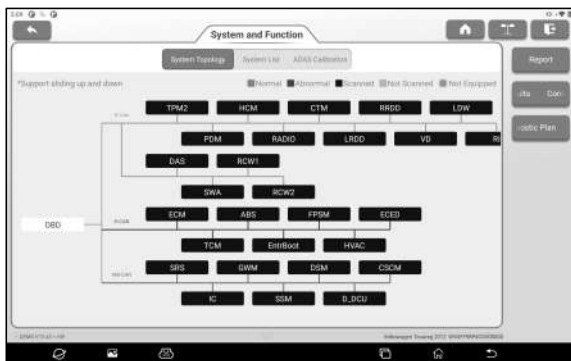 System and Function
System Topology System List ADAS Calibration
Report
*Support sliding up and down
Normal Abnormal Scanned Not Scanned Not Equipped
TPM2 HCM CTM RRDD LDW
PDM RADIO LRDD VD
DAS RCW1
SWA RCW2
OBD
ECM ABS FPSM ECED
TCM EntrBoot HVAC
SRS GWM DSM CSCM
IC SSM D_DCU
ostic Plan